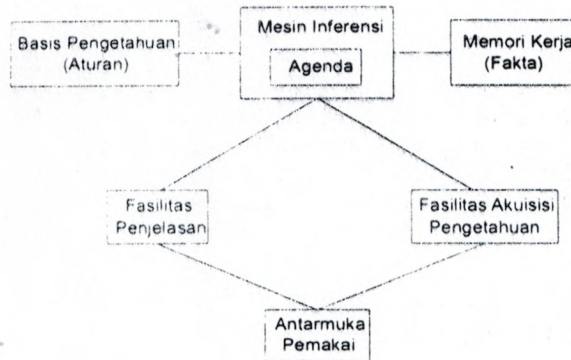 Basis Pengetahuan
(Aturan)
Mesin Inferensi
Agenda
Memori Kerja
(Fakta)
Fasilitas
Penjelasan
Fasilitas Akuisisi
Pengetahuan
Antarmuka
Pemakai